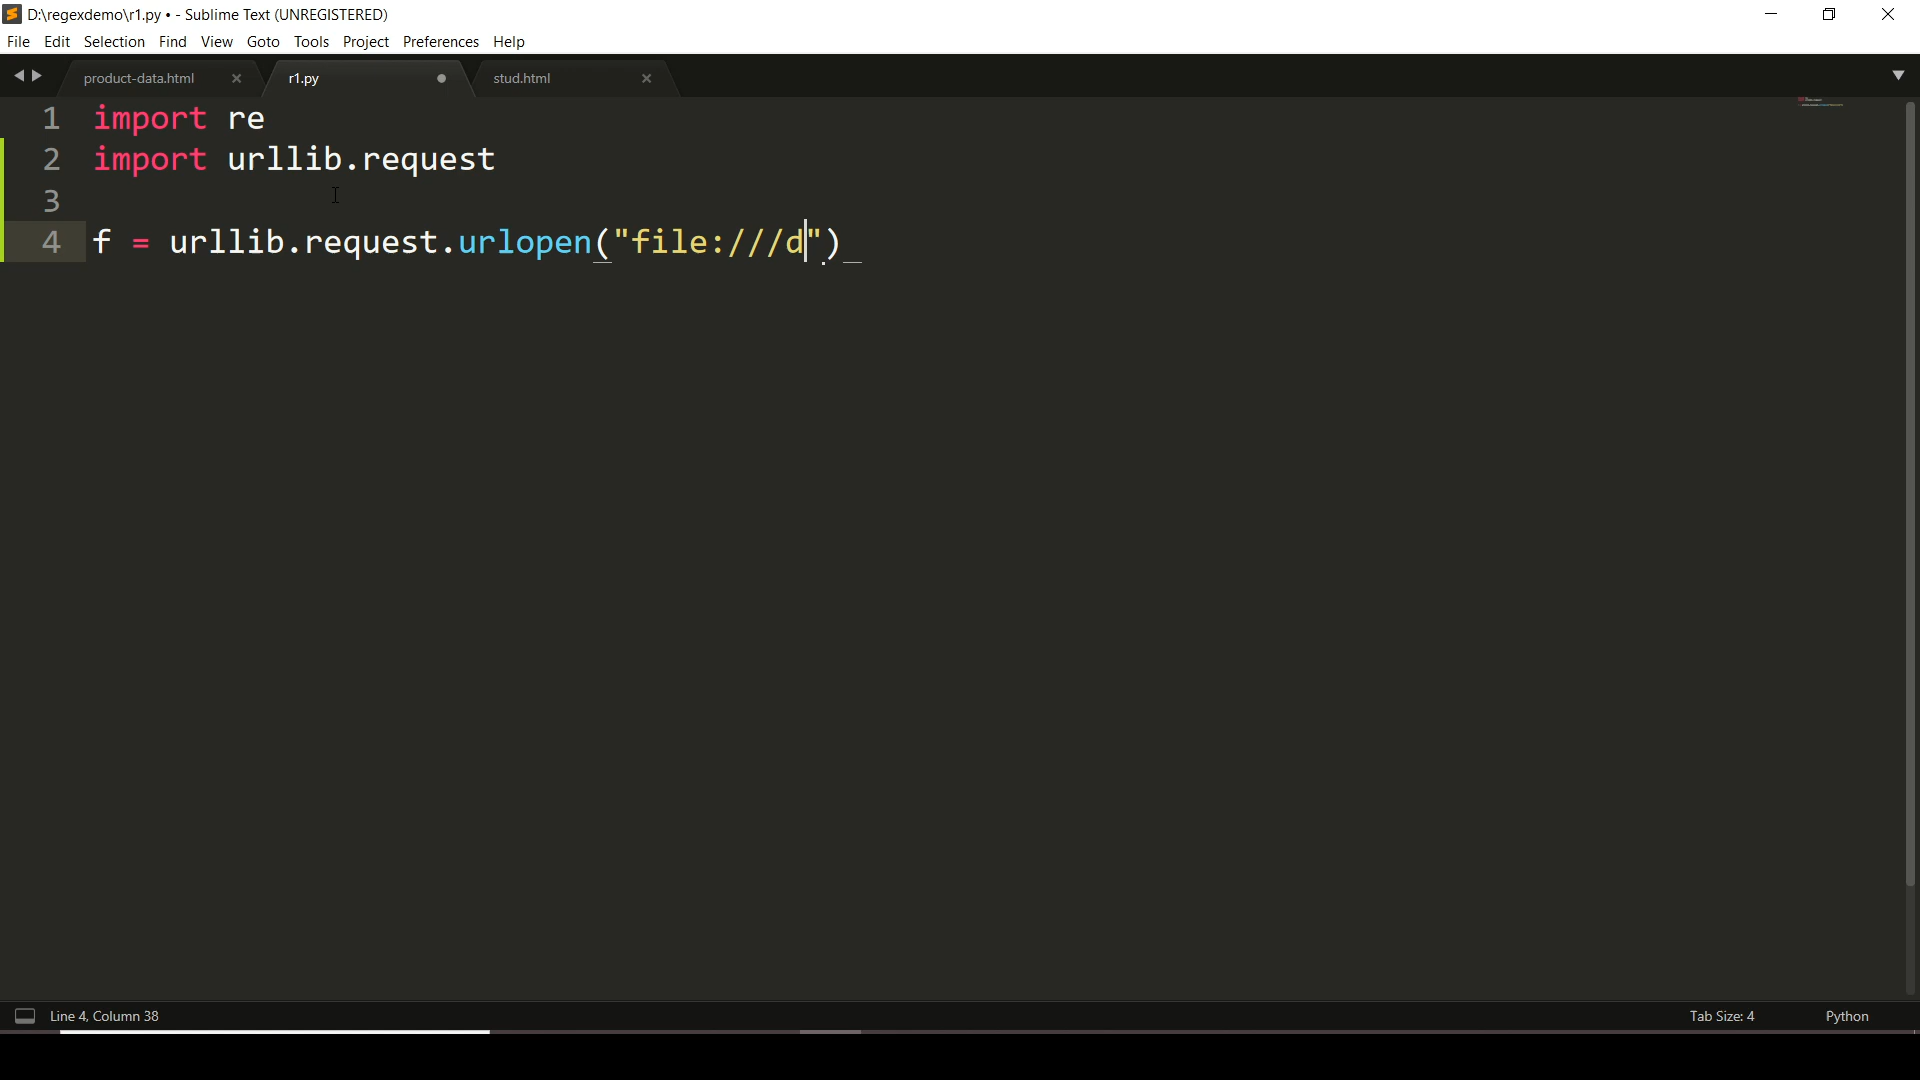 D:\regexdemo\r1.py • - Sublime Text (UNREGISTERED)
File Edit Selection Find View Goto Tools Project Preferences Help
product-data.html r1.py stud.html
1 import re
2 import urllib.request
3
4 f = urllib.request.urlopen("file:///d")
Line 4, Column 38 Tab Size: 4 Python